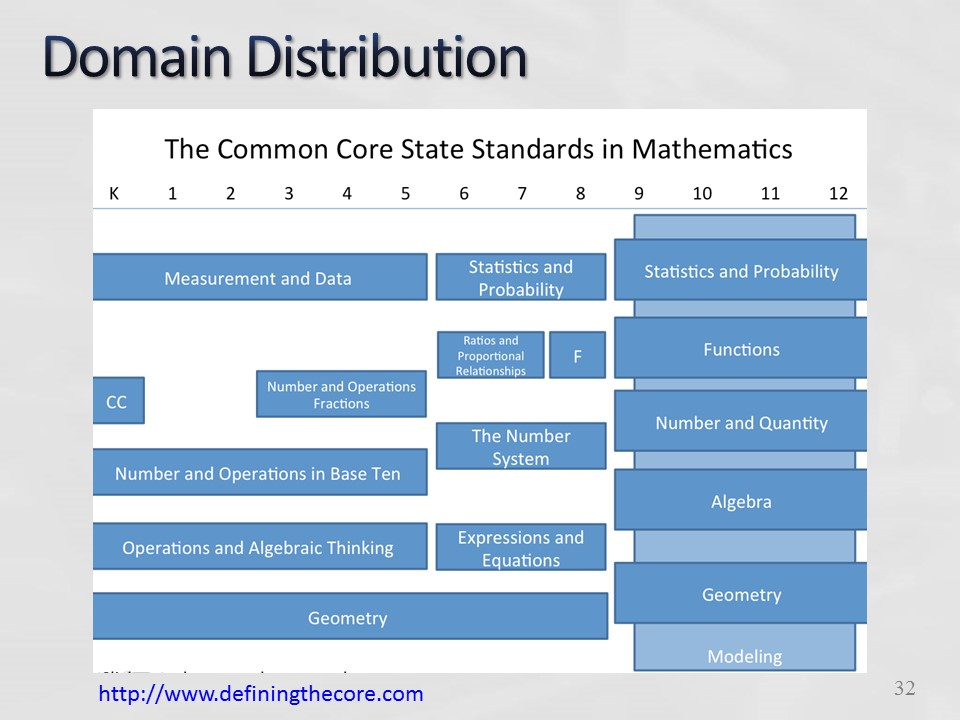 Domain Distribution
The Common Core State Standards in Mathematics
K 1 2 3 4 5 6 7 8 9 10 11 12
Measurement and Data
Statistics and
Probability
Statistics and Probability
Ratios and
Proportional
Relationships
F
Functions
CC
Number and Operations
Fractions
Number and Quantity
The Number
System
Number and Operations in Base Ten
Algebra
Operations and Algebraic Thinking
Expressions and
Equations
Geometry
Geometry
Modeling
http://www.definingthecore.com
32